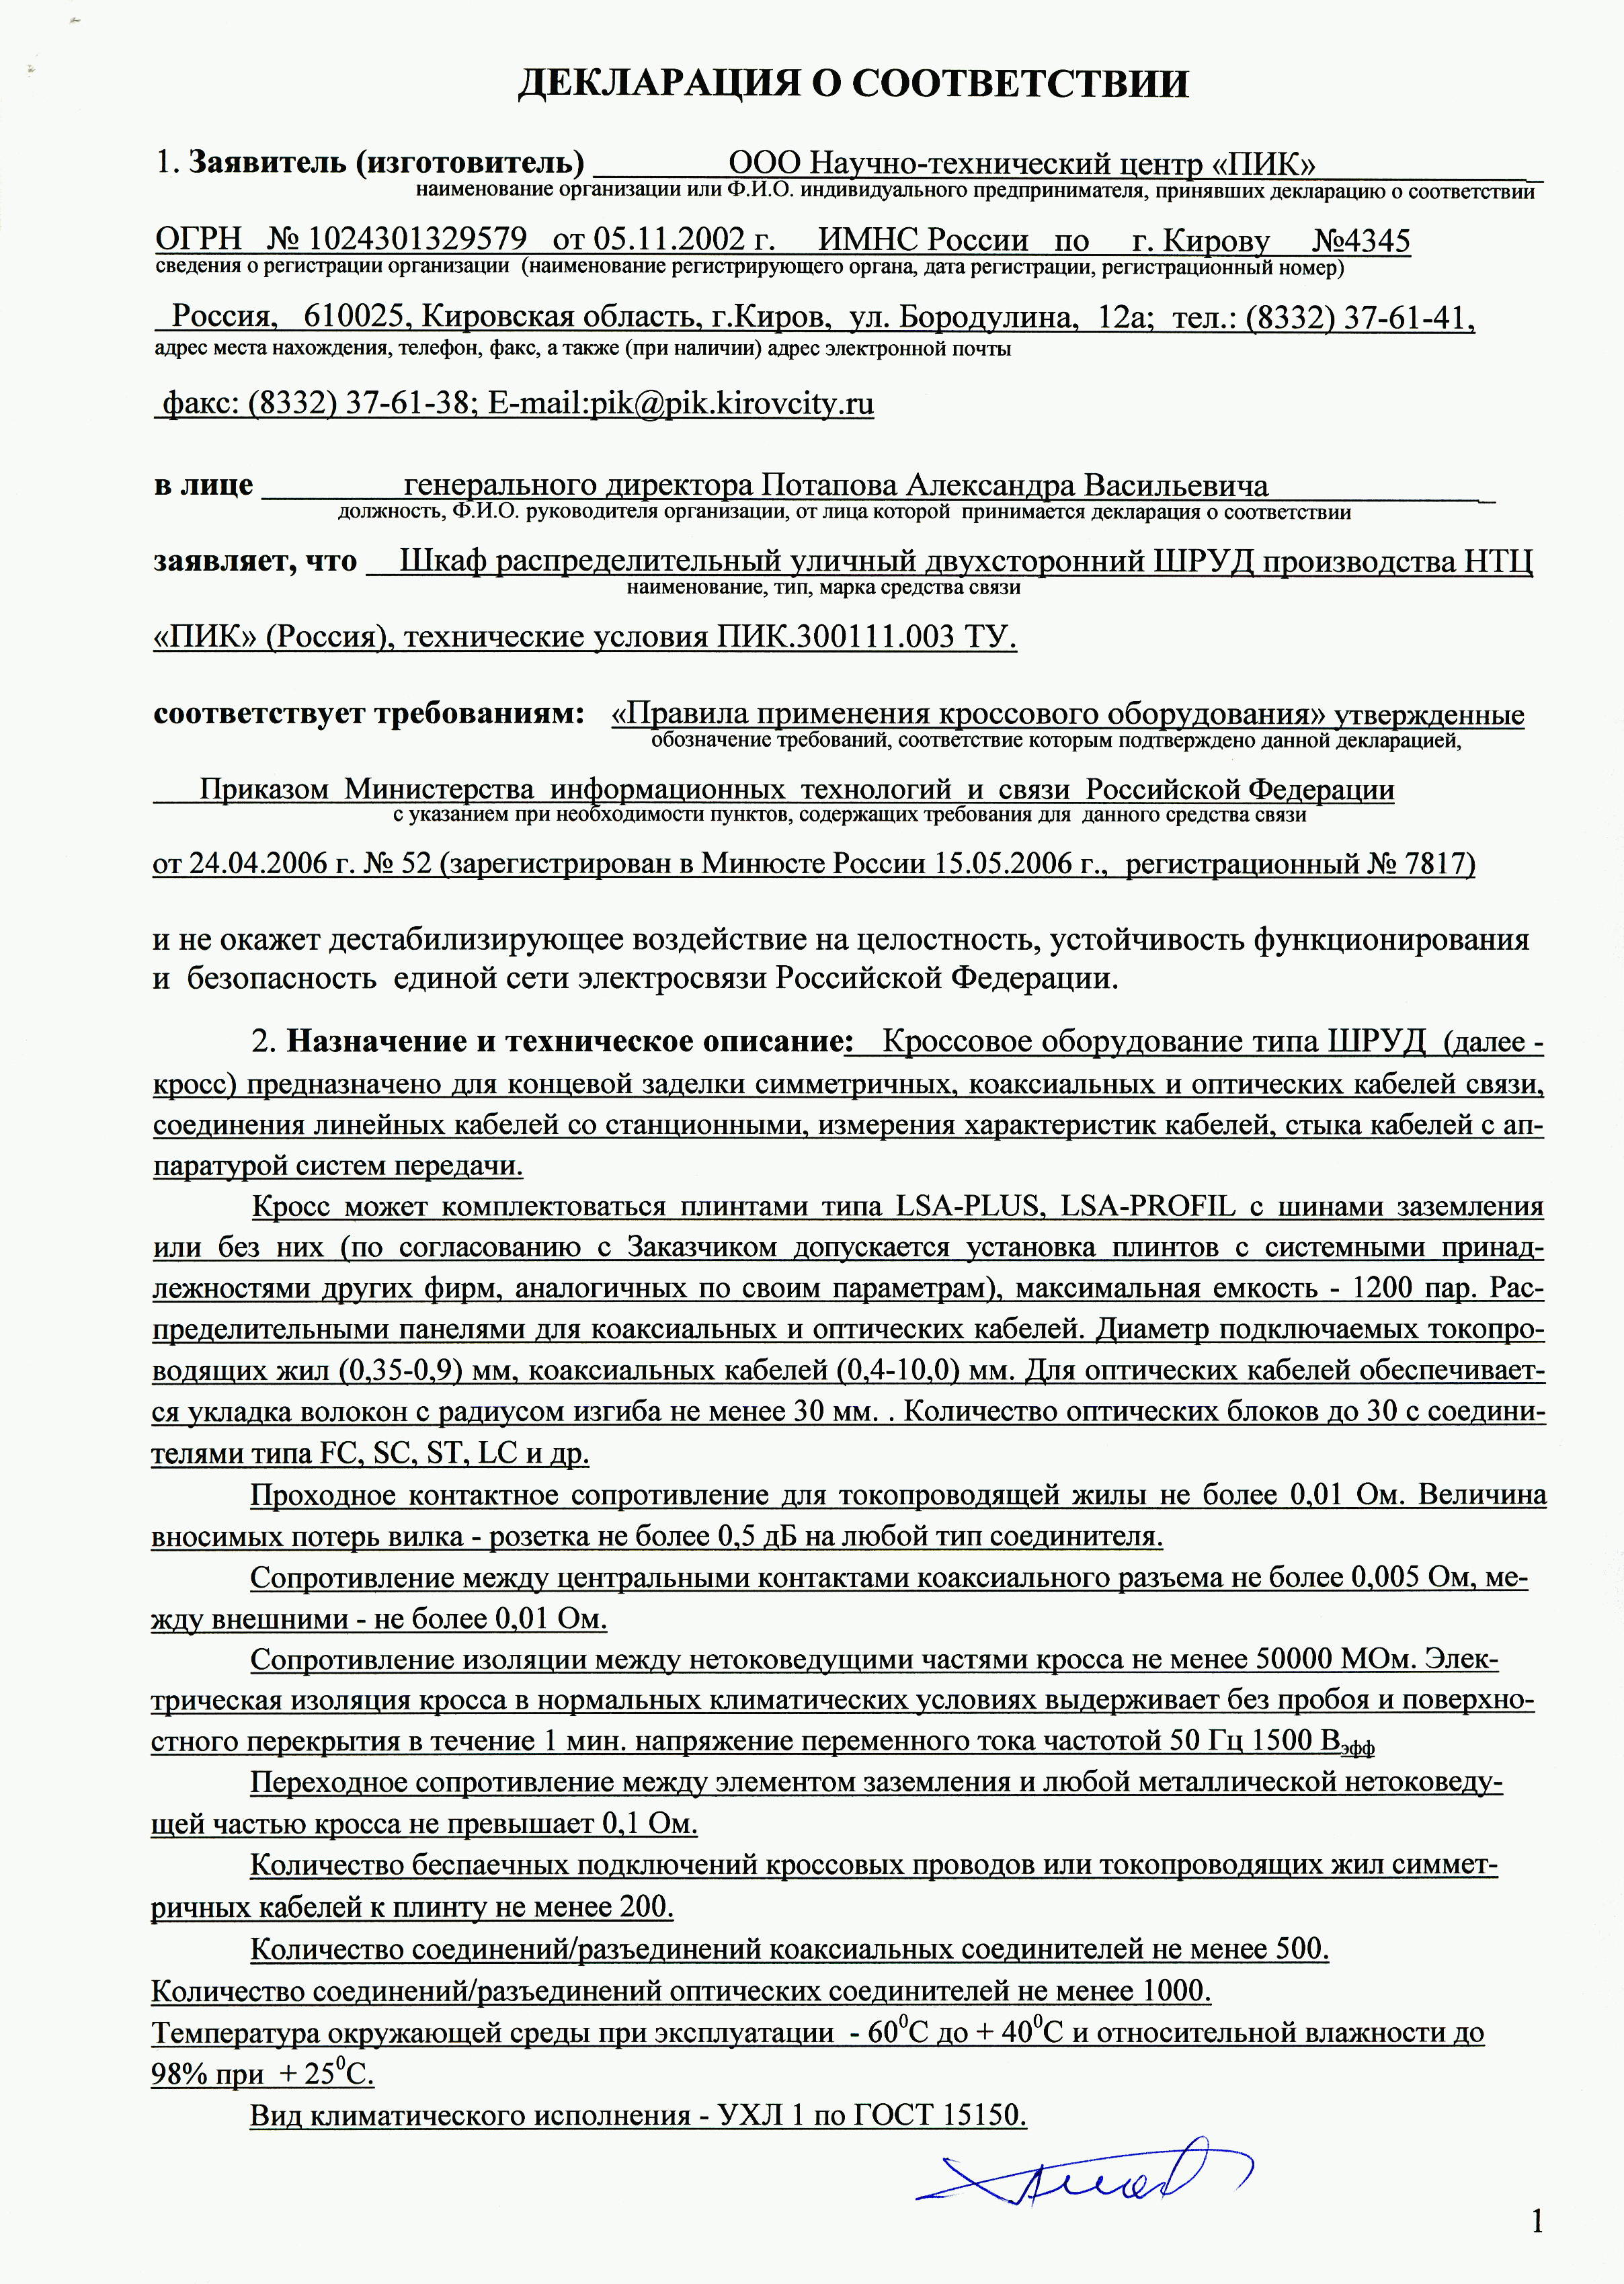 ДЕКЛАРАЦИЯ О СООТВЕТСТВИИ
1. Заявитель (изготовитель) ООО Научно-технический центр «ПИК»
наименование организации или Ф.И.О. индивидуального предпринимателя, принявших декларацию о соответствии
ОГРН № 1024301329579 от 05.11.2002 г. ИМНС России по г. Кирову №4345
сведения о регистрации организации (наименование регистрирующего органа, дата регистрации, регистрационный номер)
Россия, 610025, Кировская область, г.Киров, ул. Бородулина, 12а; тел.: (8332) 37-61-41,
адрес места нахождения, телефон, факс, а также (при наличии) адрес электронной почты
факс: (8332) 37-61-38; E-mail:pik@pik.kirovcity.ru
в лице генерального директора Потапова Александра Васильевича
должность, Ф.И.О. руководителя организации, от лица которой принимается декларация о соответствии
заявляет, что Шкаф распределительный уличный двухсторонний ШРУД производства НТЦ
наименование, тип, марка средства связи
«ПИК» (Россия), технические условия ПИК.300111.003 ТУ.
соответствует требованиям: «Правила применения кроссового оборудования» утвержденные
обозначение требований, соответствие которым подтверждено данной декларацией,
Приказом Министерства информационных технологий и связи Российской Федерации
с указанием при необходимости пунктов, содержащих требования для данного средства связи
от 24.04.2006 г. № 52 (зарегистрирован в Минюсте России 15.05.2006 г., регистрационный № 7817)
и не окажет дестабилизирующее воздействие на целостность, устойчивость функционирования
и безопасность единой сети электросвязи Российской Федерации.
2. Назначение и техническое описание: Кроссовое оборудование типа ШРУД (далее -
кросс) предназначено для концевой заделки симметричных, коаксиальных и оптических кабелей связи,
соединения линейных кабелей со станционными, измерения характеристик кабелей, стыка кабелей с ап-
паратурой систем передачи.
Кросс может комплектоваться плинтами типа LSA-PLUS, LSA-PROFIL с шинами заземления
или без них (по согласованию с Заказчиком допускается установка плинтов с системными принад-
лежностями других фирм, аналогичных по своим параметрам), максимальная емкость - 1200 пар. Рас-
пределительными панелями для коаксиальных и оптических кабелей. Диаметр подключаемых токопро-
водящих жил (0,35-0,9) мм, коаксиальных кабелей (0,4-10,0) мм. Для оптических кабелей обеспечивает-
ся укладка волокон с радиусом изгиба не менее 30 мм. . Количество оптических блоков до 30 с соедини-
телями типа FC, SC, ST, LC и др.
Проходное контактное сопротивление для токопроводящей жилы не более 0,01 Ом. Величина
вносимых потерь вилка - розетка не более 0,5 дБ на любой тип соединителя.
Сопротивление между центральными контактами коаксиального разъема не более 0,005 Ом, ме-
жду внешними - не более 0,01 Ом.
Сопротивление изоляции между нетоковедущими частями кросса не менее 50000 МОм. Элек-
трическая изоляция кросса в нормальных климатических условиях выдерживает без пробоя и поверхно-
стного перекрытия в течение 1 мин. напряжение переменного тока частотой 50 Гц 1500 Вэфф
Переходное сопротивление между элементом заземления и любой металлической нетоковеду-
щей частью кросса не превышает 0,1 Ом.
Количество беспаечных подключений кроссовых проводов или токопроводящих жил симмет-
ричных кабелей к плинту не менее 200.
Количество соединений/разъединений коаксиальных соединителей не менее 500.
Количество соединений/разъединений оптических соединителей не менее 1000.
Температура окружающей среды при эксплуатации - 60⁰С до + 40⁰С и относительной влажности до
98% при + 25⁰С.
Вид климатического исполнения - УХЛ 1 по ГОСТ 15150.
1